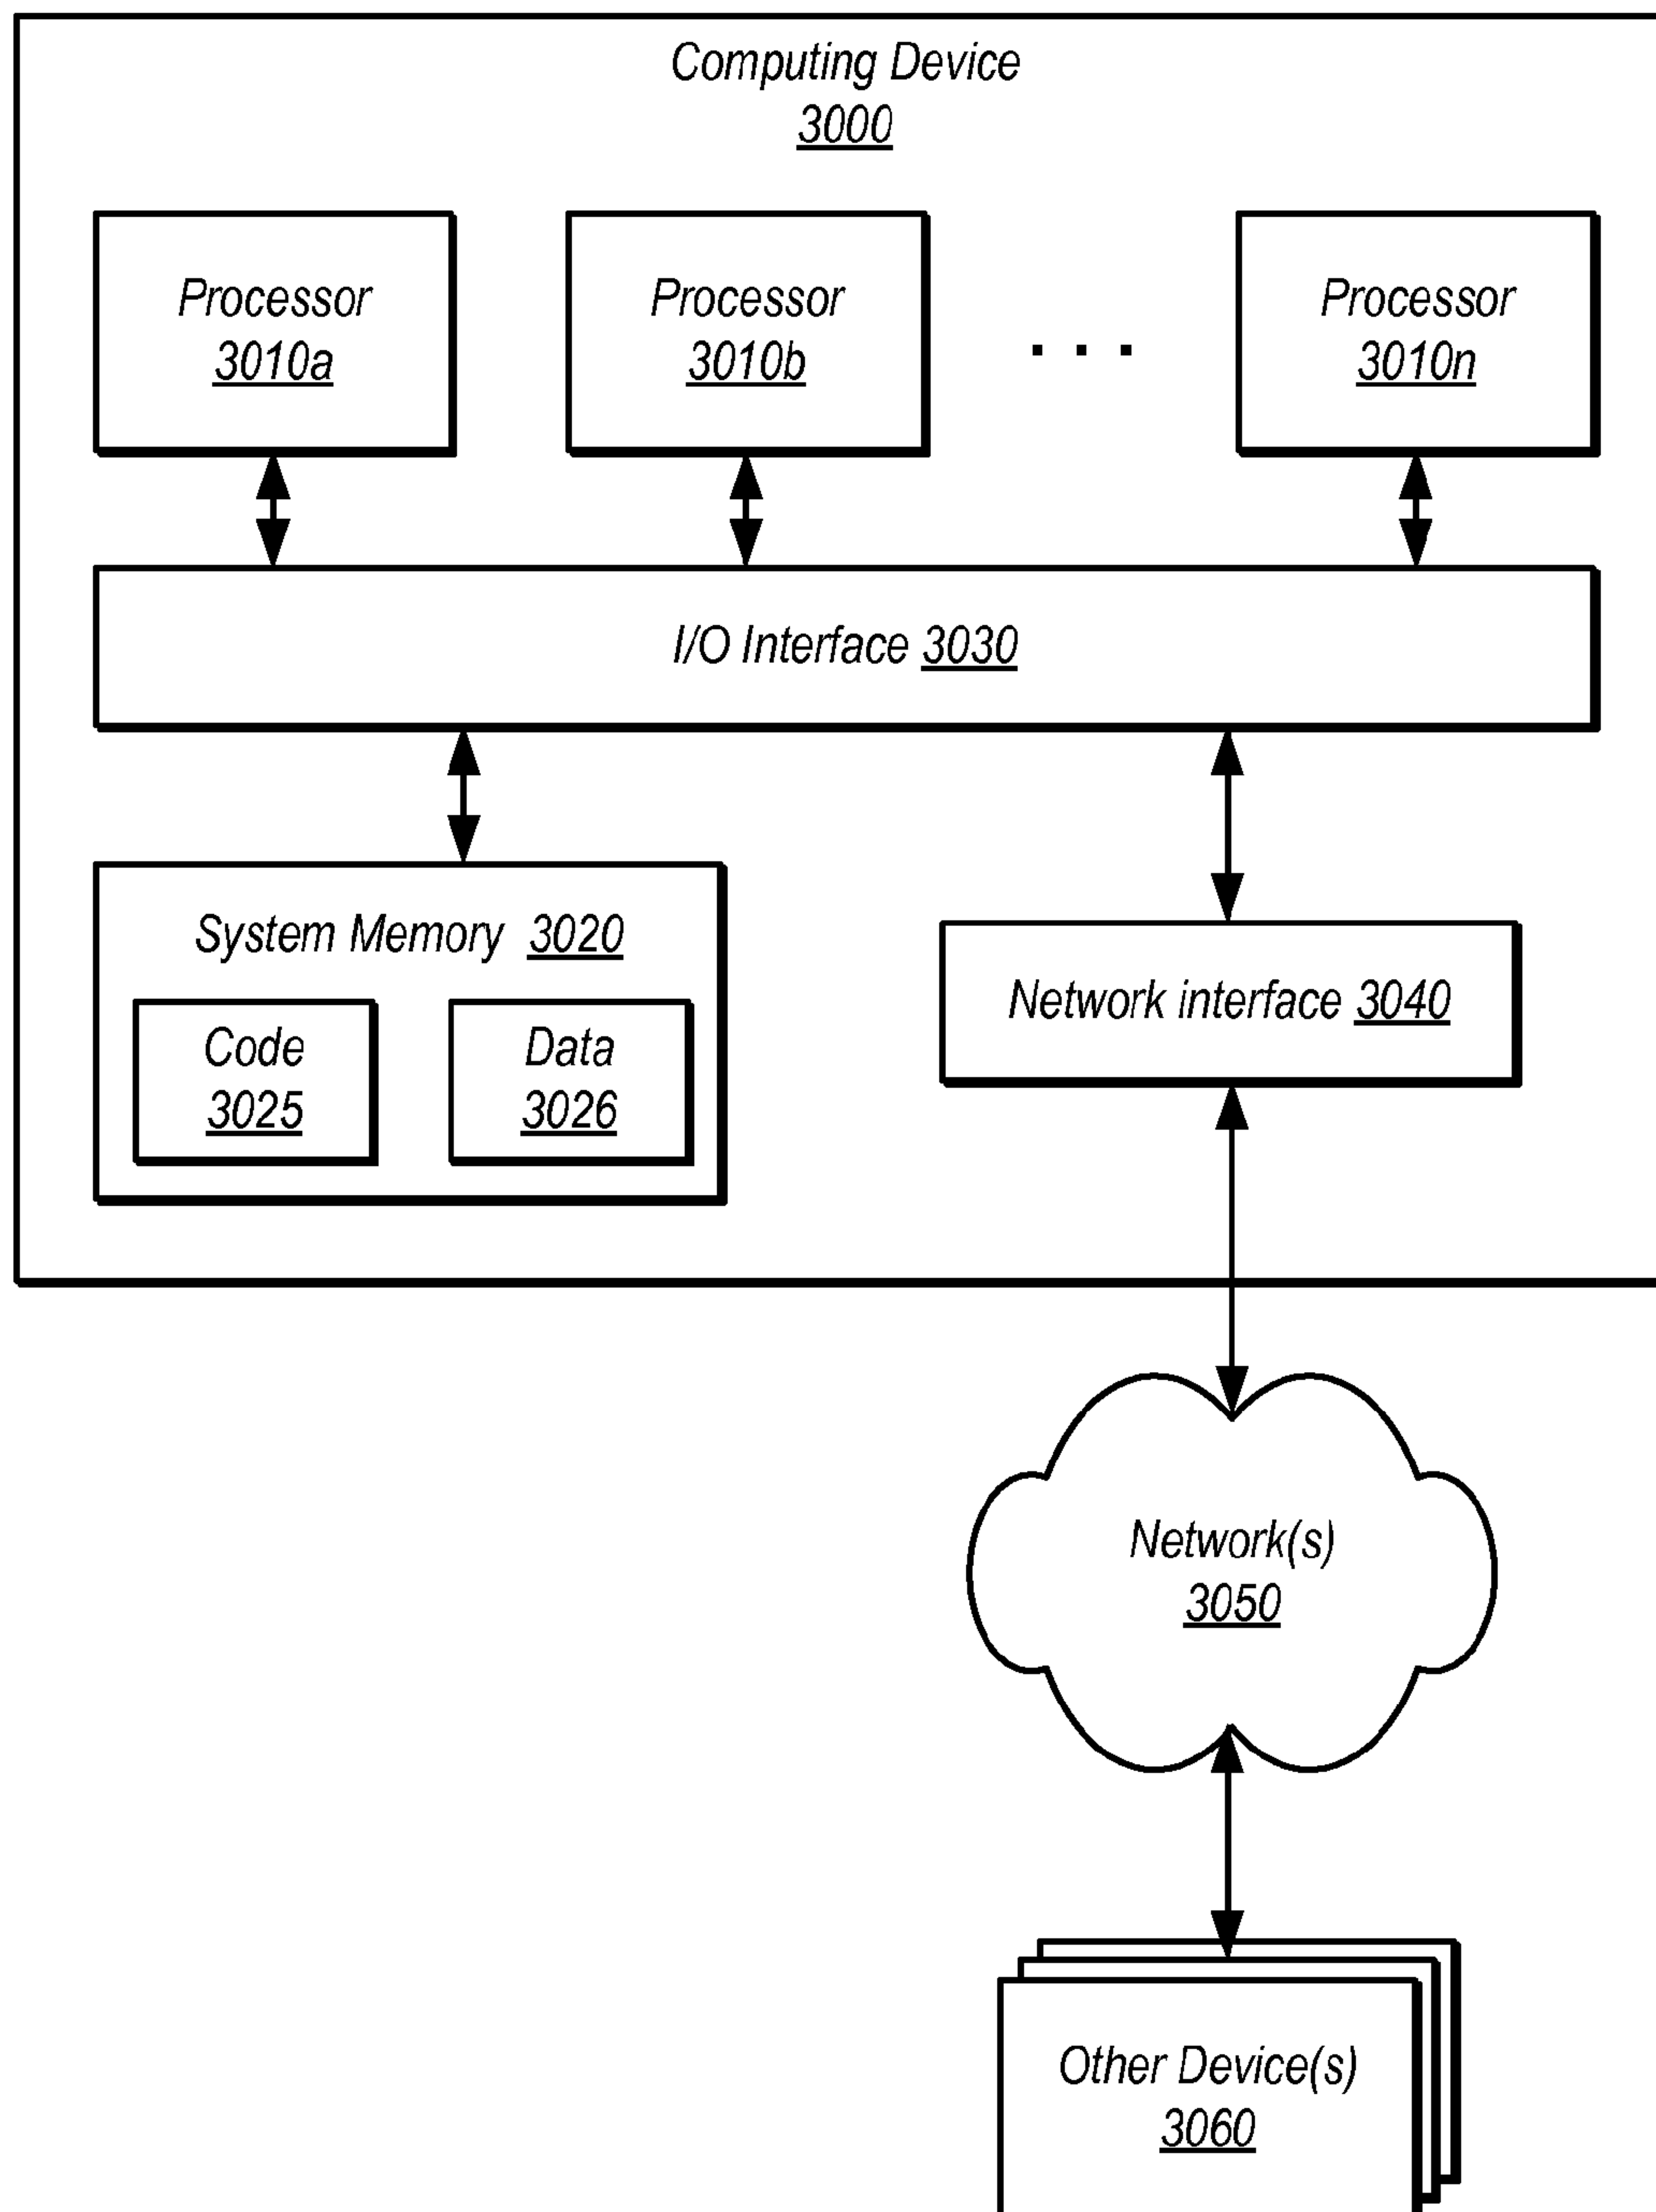 Computing Device
3000
Processor
3010a
Processor
3010b
. . .
Processor
3010n
I/O Interface 3030
System Memory 3020
Code
3025
Data
3026
Network interface 3040
Network(s)
3050
Other Device(s)
3060